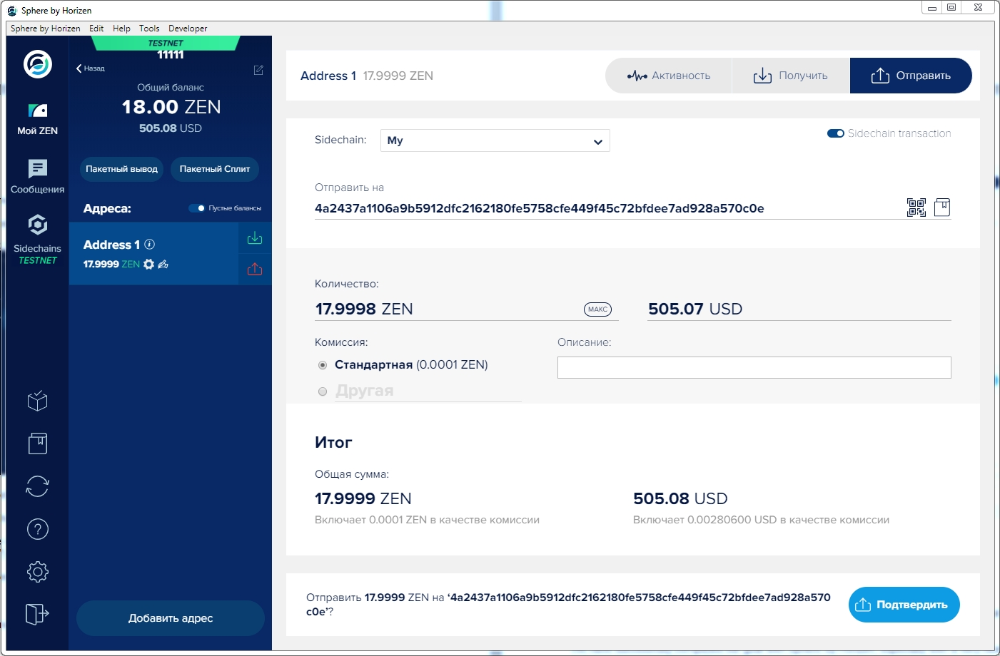 Sphere by Horizen
Sphere by Horizen Edit Help Tools Developer
TESTNET
11111
Назад
Общий баланс
18.00 ZEN
505.08 USD
Мой ZEN
Пакетный вывод Пакетный Сплит
Сообщения
Адреса: Пустые балансы
Sidechains
TESTNET
Address 1
17.9999 ZEN
Добавить адрес
Address 1 17.9999 ZEN
Активность Получить Отправить
Sidechain: My Sidechain transaction
Отправить на
4a2437a1106a9b5912dfc2162180fe5758cfe449f45c72bfdee7ad928a570c0e
Количество:
17.9998 ZEN МАКС 505.07 USD
Комиссия: Описание:
Стандартная (0.0001 ZEN)
Другая
Итог
Общая сумма:
17.9999 ZEN 505.08 USD
Включает 0.0001 ZEN в качестве комиссии Включает 0.00280600 USD в качестве комиссии
Отправить 17.9999 ZEN на ‘4a2437a1106a9b5912dfc2162180fe5758cfe449f45c72bfdee7ad928a570
c0e’?
Подтвердить